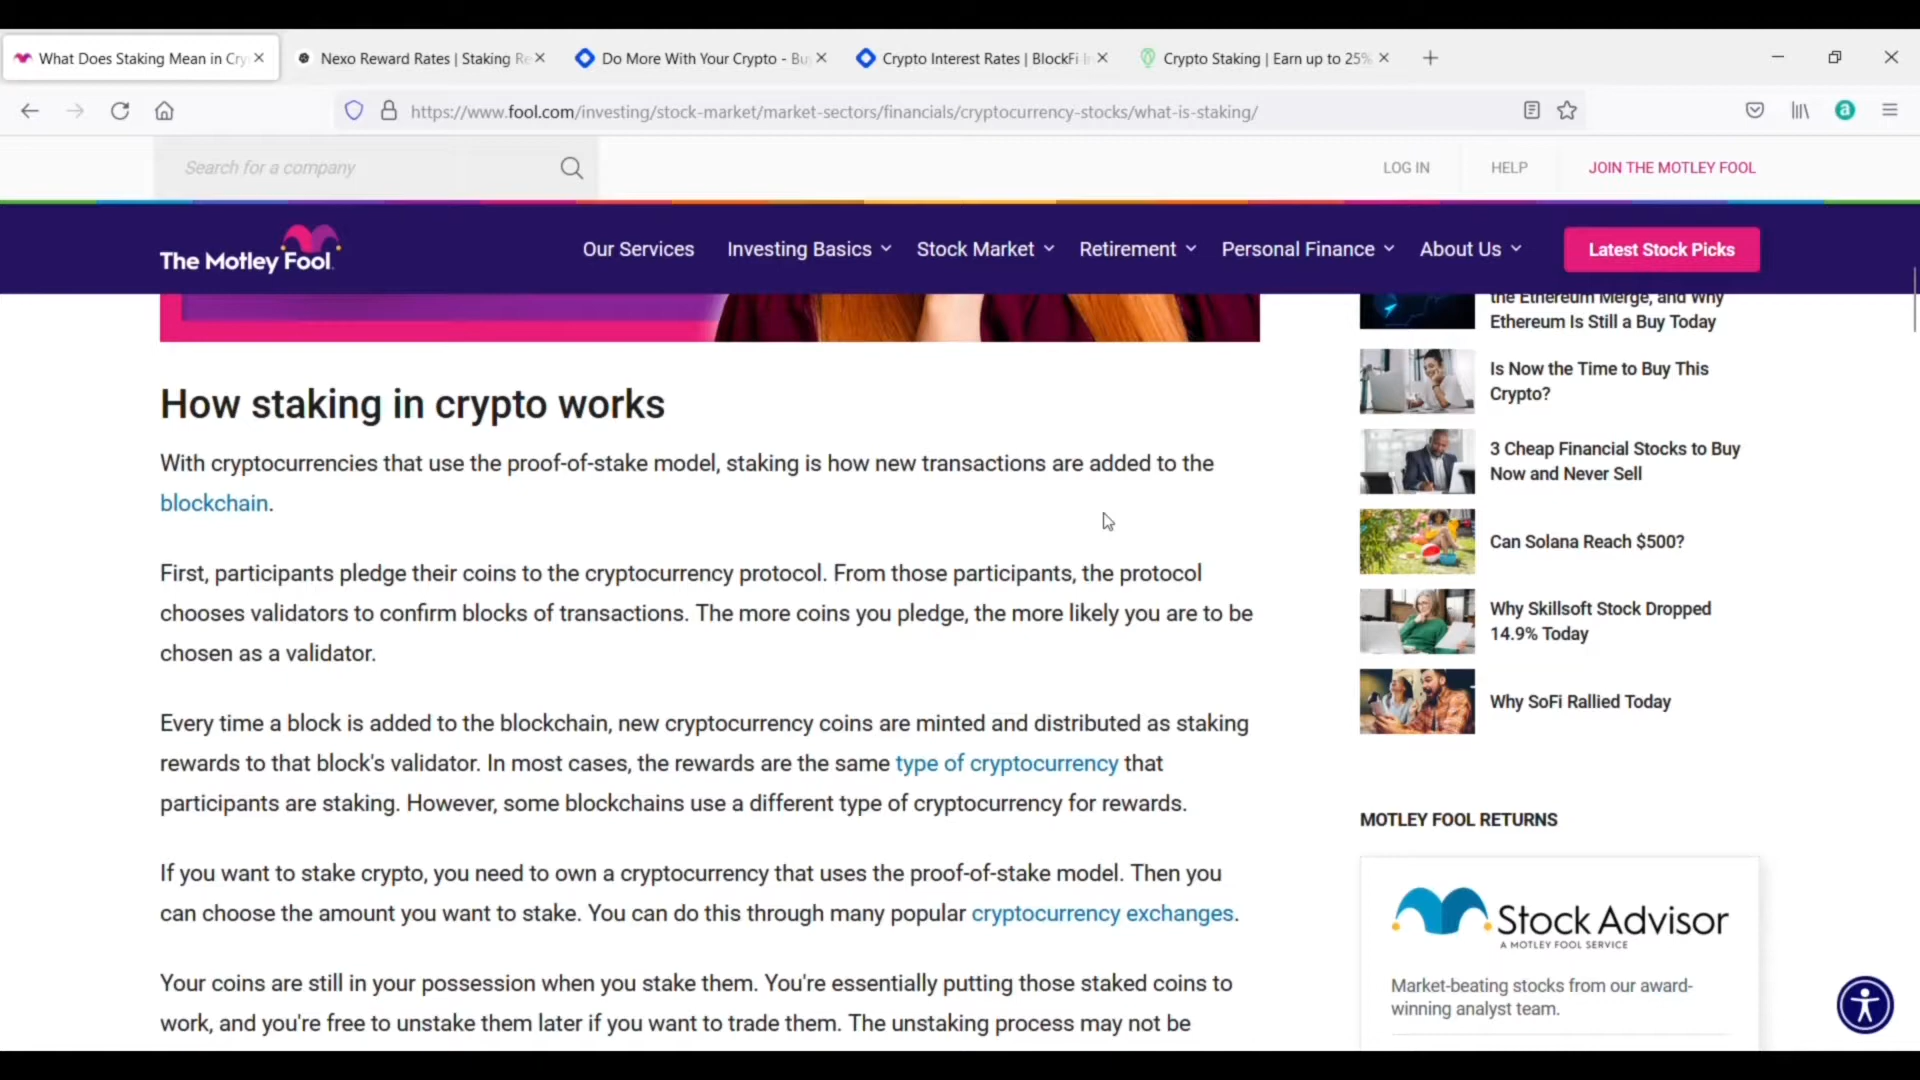 What Does Staking Mean in Cry
Nexo Reward Rates | Staking Re
Do More With Your Crypto - Bu
Crypto Interest Rates | BlockFi In
Crypto Staking | Earn up to 25%
https://www.fool.com/investing/stock-market/market-sectors/financials/cryptocurrency-stocks/what-is-staking/
a
Search for a company
LOG IN
HELP
JOIN THE MOTLEY FOOL
The Motley Fool.
Our Services
Investing Basics
Stock Market
Retirement
Personal Finance
About Us
Latest Stock Picks
How staking in crypto works
With cryptocurrencies that use the proof-of-stake model, staking is how new transactions are added to the
blockchain.
First, participants pledge their coins to the cryptocurrency protocol. From those participants, the protocol
chooses validators to confirm blocks of transactions. The more coins you pledge, the more likely you are to be
chosen as a validator.
Every time a block is added to the blockchain, new cryptocurrency coins are minted and distributed as staking
rewards to that block's validator. In most cases, the rewards are the same type of cryptocurrency that
participants are staking. However, some blockchains use a different type of cryptocurrency for rewards.
If you want to stake crypto, you need to own a cryptocurrency that uses the proof-of-stake model. Then you
can choose the amount you want to stake. You can do this through many popular cryptocurrency exchanges.
Your coins are still in your possession when you stake them. You're essentially putting those staked coins to
work, and you're free to unstake them later if you want to trade them. The unstaking process may not be
the Ethereum Merge, and Why
Ethereum Is Still a Buy Today
Is Now the Time to Buy This
Crypto?
3 Cheap Financial Stocks to Buy
Now and Never Sell
Can Solana Reach $500?
Why Skillsoft Stock Dropped
14.9% Today
Why SoFi Rallied Today
MOTLEY FOOL RETURNS
Stock Advisor
A MOTLEY FOOL SERVICE
Market-beating stocks from our award-
winning analyst team.